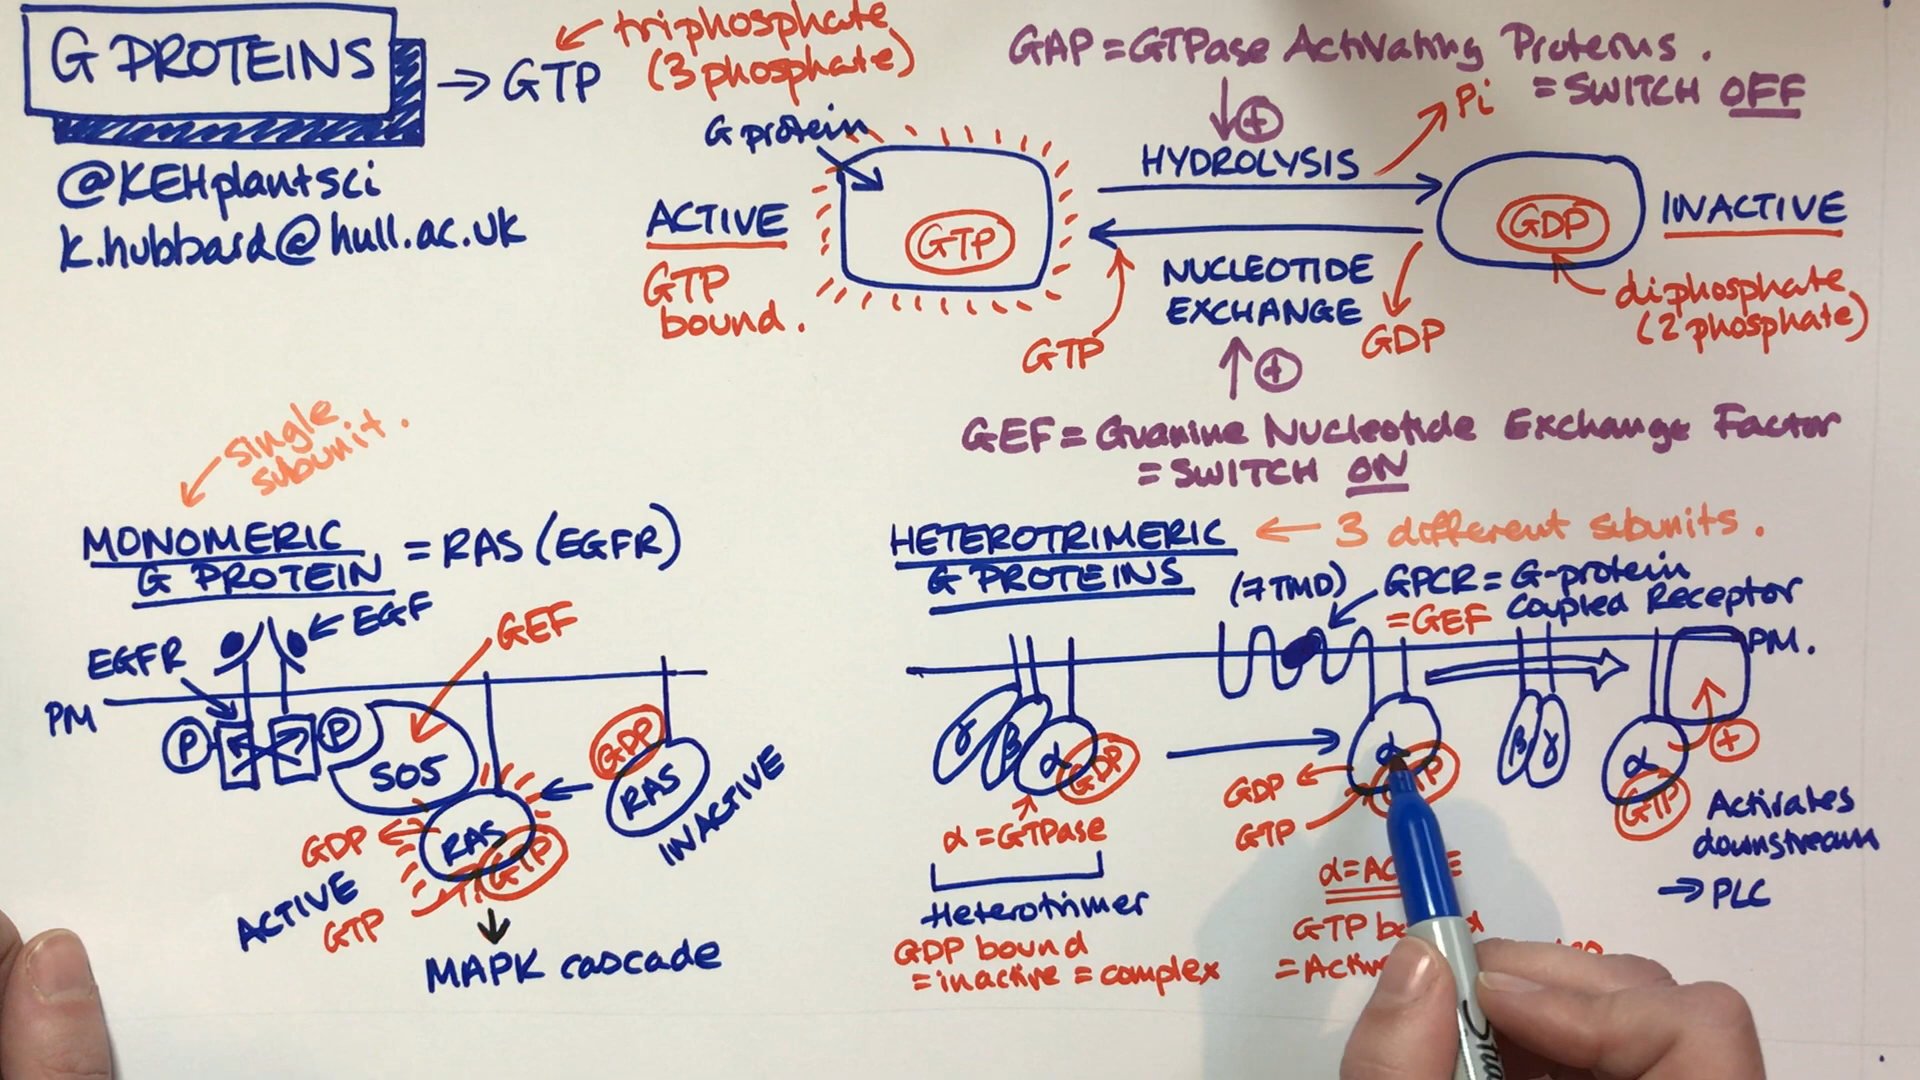 G PROTEINS
→ GTP
← triphosphate
(3 phosphate)
@KEHplantsci
k.hubbard@hull.ac.uk
GAP = GTPase Activating Proteins.
= SWITCH OFF
+
Pi
G protein
HYDROLYSIS
ACTIVE
GTP
bound.
GTP
GDP
INACTIVE
NUCLEOTIDE
EXCHANGE
GTP
GDP
diphosphate
(2 phosphate)
+
GEF = Guanine Nucleotide Exchange Factor
= SWITCH ON
single
subunit.
MONOMERIC
G PROTEIN
= RAS (EGFR)
EGF
EGFR
GEF
PM
P
P
SOS
GDP
RAS
INACTIVE
RAS
GTP
GDP
GTP
ACTIVE
MAPK cascade
HETEROTRIMERIC
G PROTEINS
← 3 different subunits.
(7TMD)
GPCR = G-protein
Coupled Receptor
= GEF
PM.
γ
β
α
GDP
α = GTPase
Heterotrimer
GDP bound
= inactive = complex
α
GDP
GTP
GTP
β
γ
α
GTP
+
Activates
downstream
→ PLC